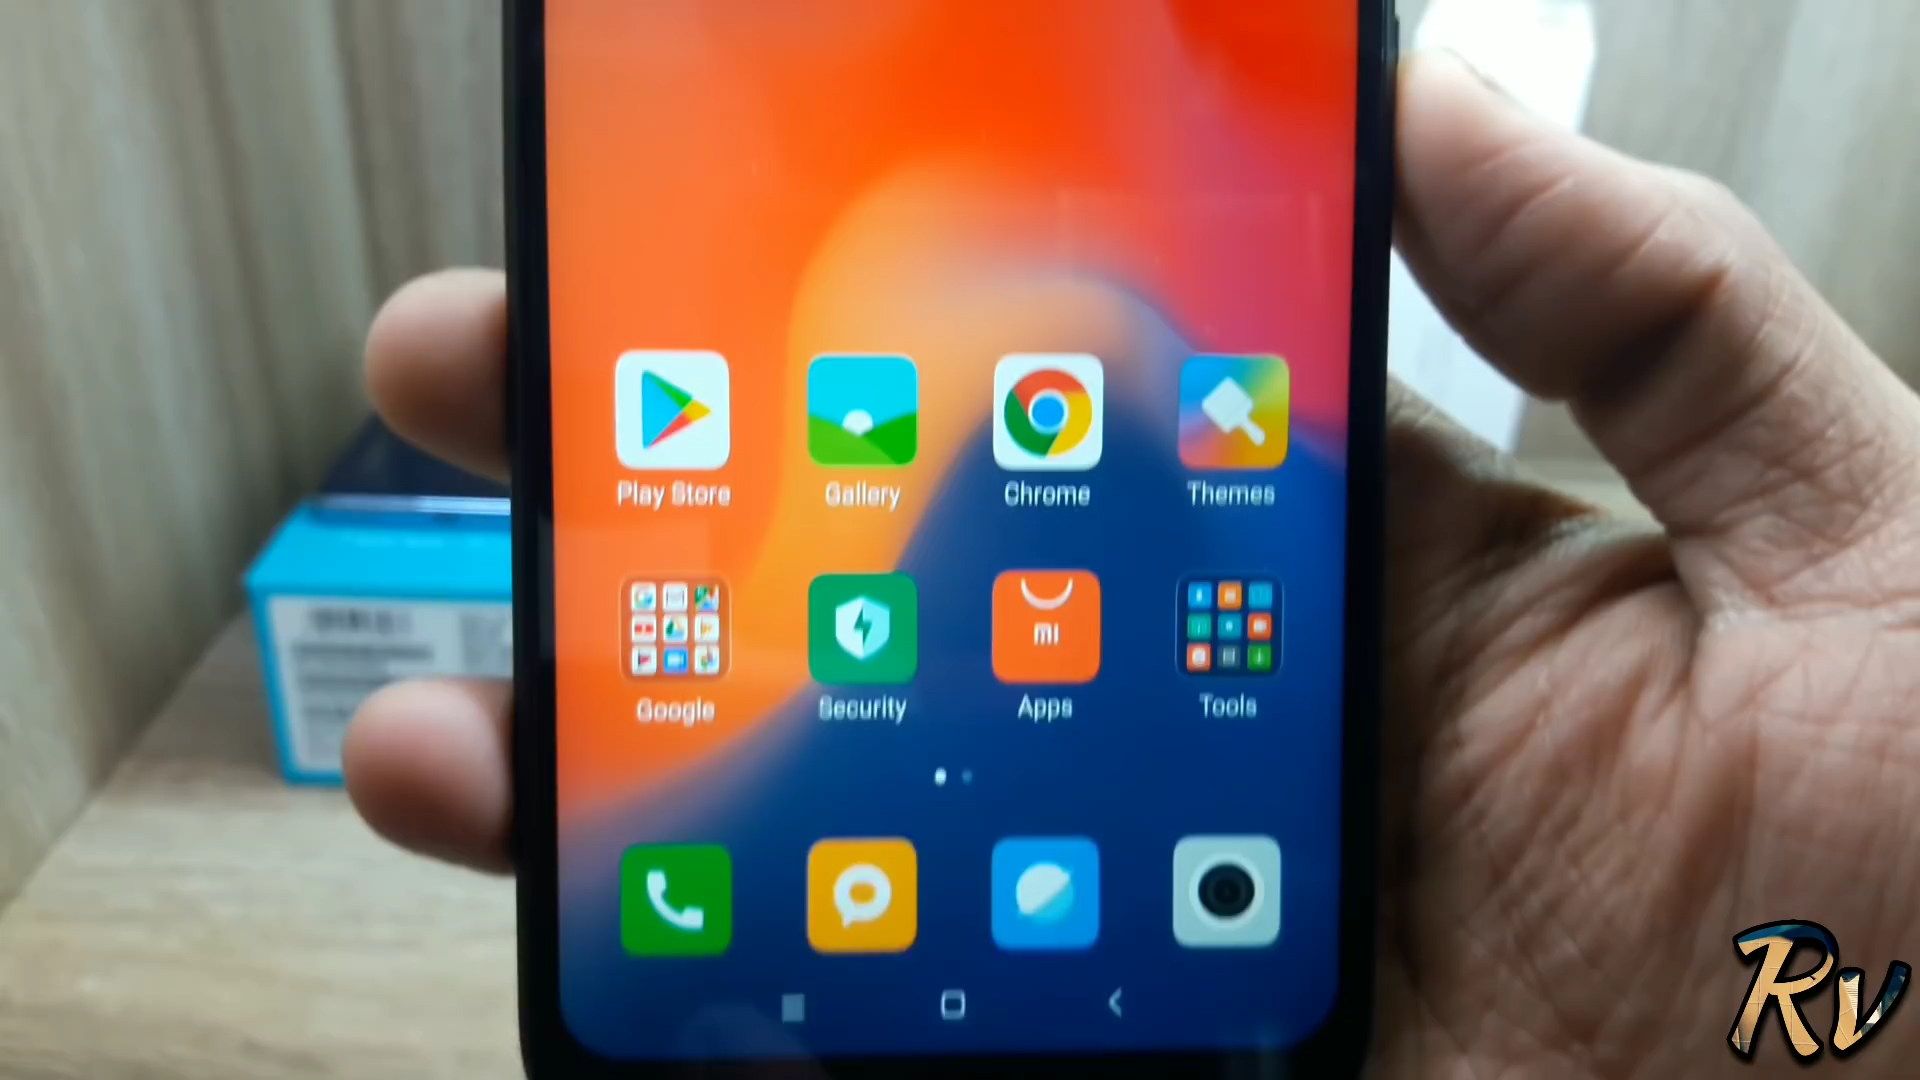 Play Store
Gallery
Chrome
Themes
mi
Google
Security
Apps
Tools
Rv